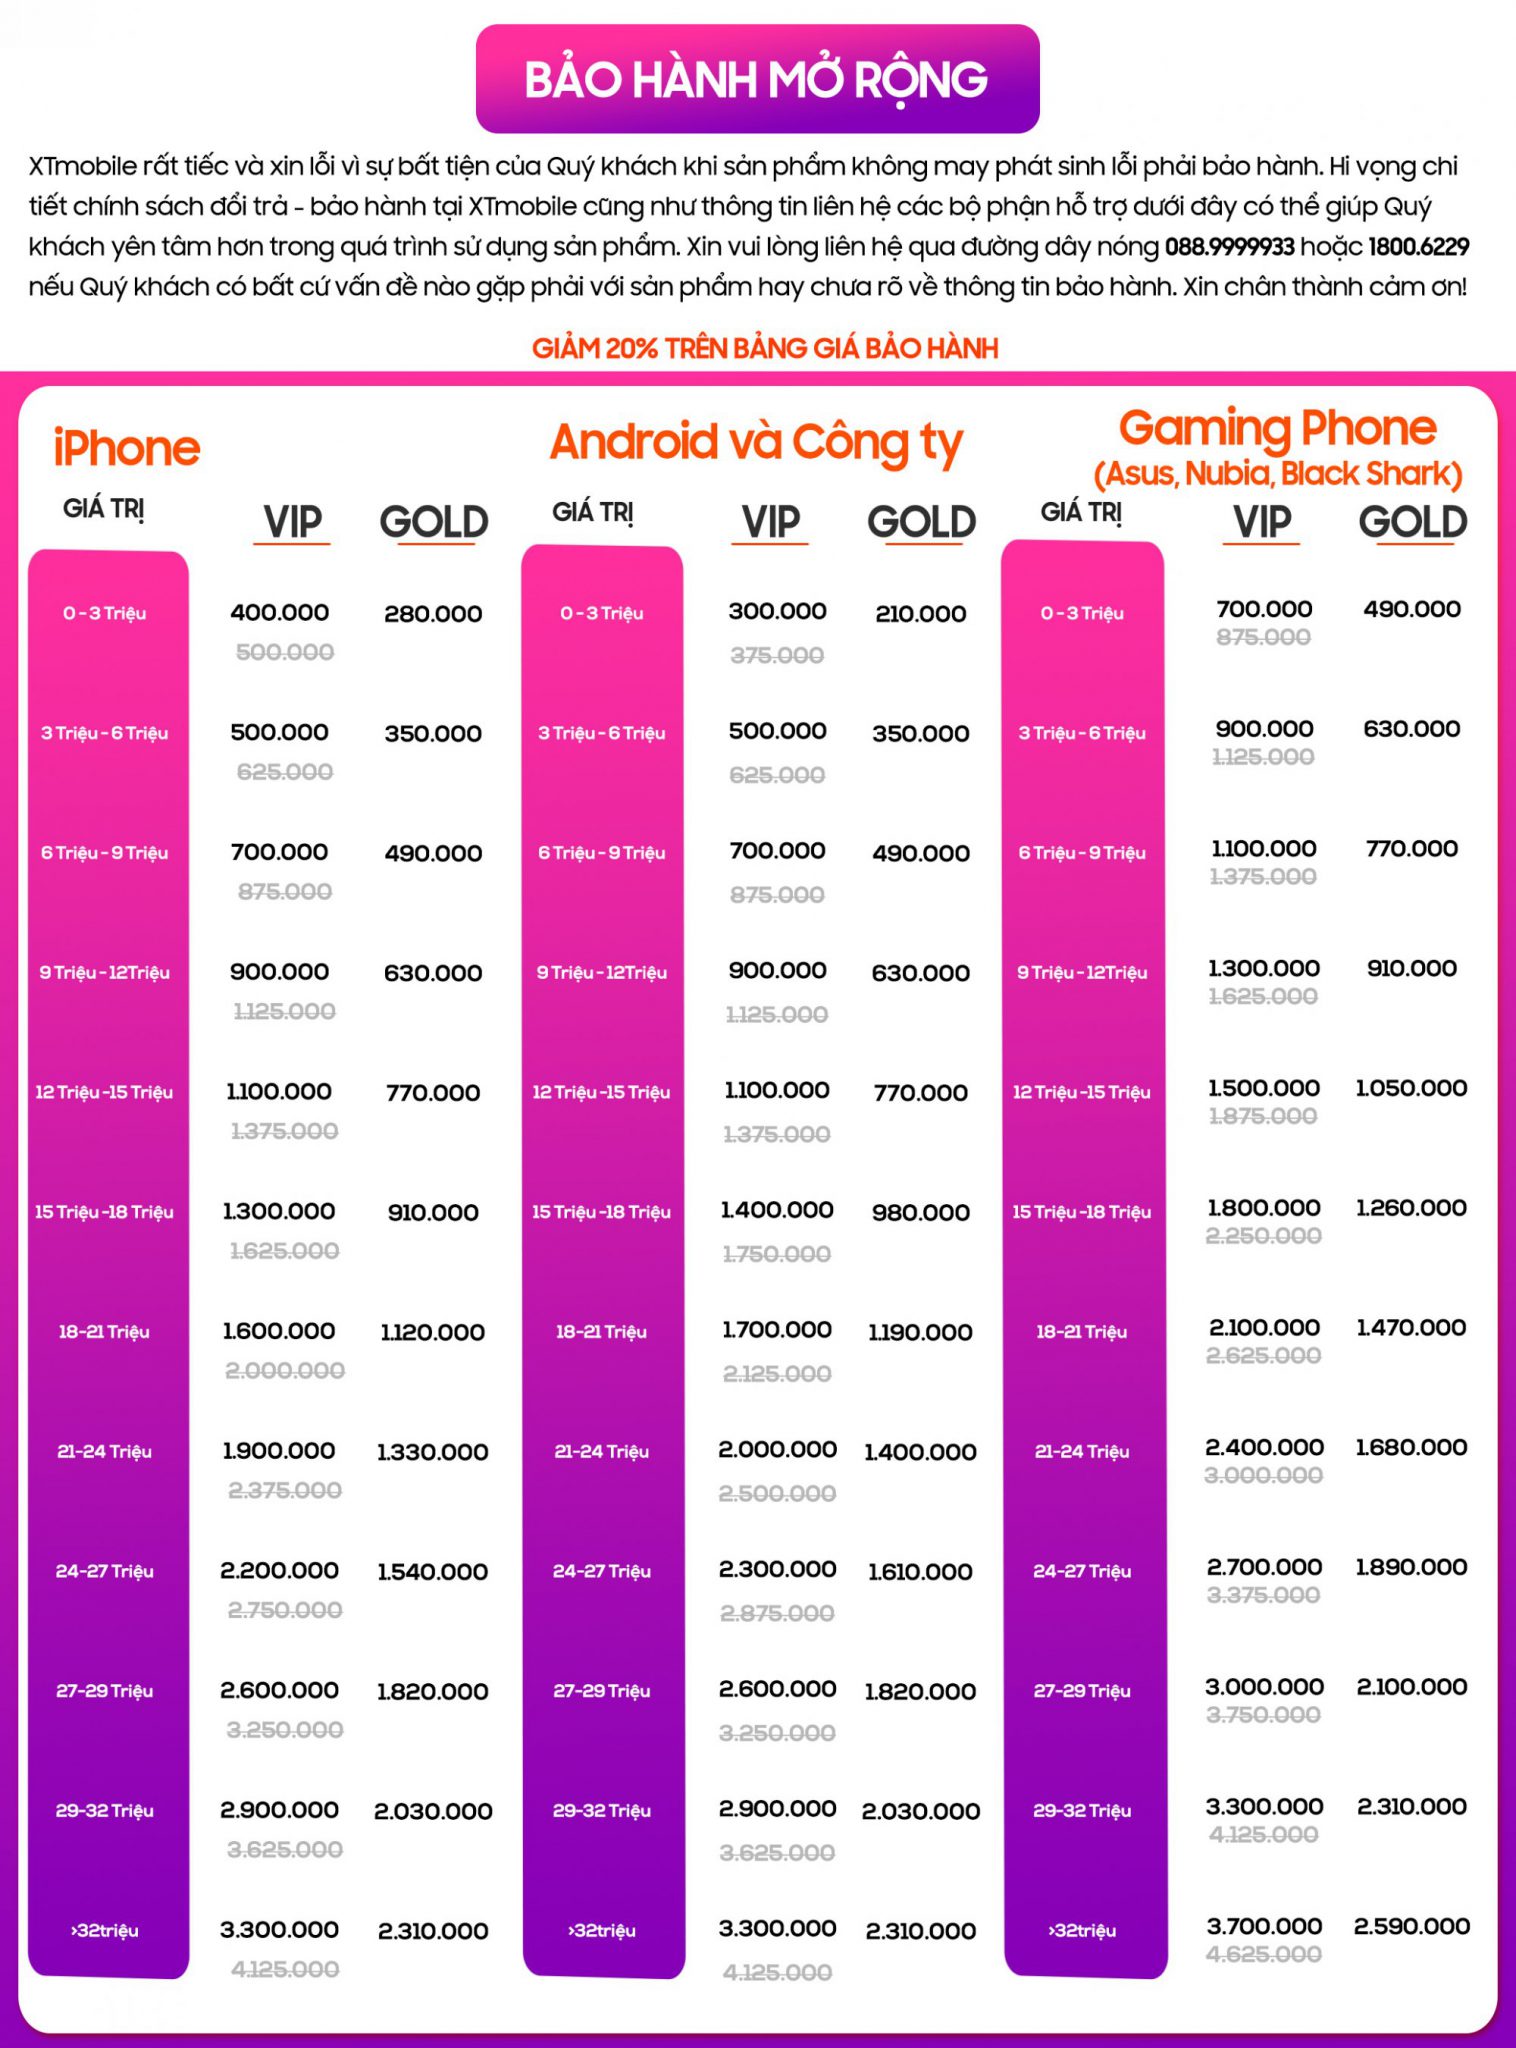 BẢO HÀNH MỞ RỘNG
XTmobile rất tiếc và xin lỗi vì sự bất tiện của Quý khách khi sản phẩm không may phát sinh lỗi phải bảo hành. Hi vọng chi
tiết chính sách đổi trả - bảo hành tại XTmobile cũng như thông tin liên hệ các bộ phận hỗ trợ dưới đây có thể giúp Quý
khách yên tâm hơn trong quá trình sử dụng sản phẩm. Xin vui lòng liên hệ qua đường dây nóng 088.9999933 hoặc 1800.6229
nếu Quý khách có bất cứ vấn đề nào gặp phải với sản phẩm hay chưa rõ về thông tin bảo hành. Xin chân thành cảm ơn!
GIẢM 20% TRÊN BẢNG GIÁ BẢO HÀNH
iPhone
GIÁ TRỊ VIP GOLD
0 - 3 Triệu 400.000 280.000
500.000
3 Triệu - 6 Triệu 500.000 350.000
625.000
6 Triệu - 9 Triệu 700.000 490.000
875.000
9 Triệu - 12Triệu 900.000 630.000
1.125.000
12 Triệu -15 Triệu 1.100.000 770.000
1.375.000
15 Triệu -18 Triệu 1.300.000 910.000
1.625.000
18-21 Triệu 1.600.000 1.120.000
2.000.000
21-24 Triệu 1.900.000 1.330.000
2.375.000
24-27 Triệu 2.200.000 1.540.000
2.750.000
27-29 Triệu 2.600.000 1.820.000
3.250.000
29-32 Triệu 2.900.000 2.030.000
3.625.000
>32triệu 3.300.000 2.310.000
4.125.000
Android và Công ty
GIÁ TRỊ VIP GOLD
0 - 3 Triệu 300.000 210.000
375.000
3 Triệu - 6 Triệu 500.000 350.000
625.000
6 Triệu - 9 Triệu 700.000 490.000
875.000
9 Triệu - 12Triệu 900.000 630.000
1.125.000
12 Triệu -15 Triệu 1.100.000 770.000
1.375.000
15 Triệu -18 Triệu 1.400.000 980.000
1.750.000
18-21 Triệu 1.700.000 1.190.000
2.125.000
21-24 Triệu 2.000.000 1.400.000
2.500.000
24-27 Triệu 2.300.000 1.610.000
2.875.000
27-29 Triệu 2.600.000 1.820.000
3.250.000
29-32 Triệu 2.900.000 2.030.000
3.625.000
>32triệu 3.300.000 2.310.000
4.125.000
Gaming Phone
(Asus, Nubia, Black Shark)
GIÁ TRỊ VIP GOLD
0 - 3 Triệu 700.000 490.000
875.000
3 Triệu - 6 Triệu 900.000 630.000
1.125.000
6 Triệu - 9 Triệu 1.100.000 770.000
1.375.000
9 Triệu - 12Triệu 1.300.000 910.000
1.625.000
12 Triệu -15 Triệu 1.500.000 1.050.000
1.875.000
15 Triệu -18 Triệu 1.800.000 1.260.000
2.250.000
18-21 Triệu 2.100.000 1.470.000
2.625.000
21-24 Triệu 2.400.000 1.680.000
3.000.000
24-27 Triệu 2.700.000 1.890.000
3.375.000
27-29 Triệu 3.000.000 2.100.000
3.750.000
29-32 Triệu 3.300.000 2.310.000
4.125.000
>32triệu 3.700.000 2.590.000
4.625.000